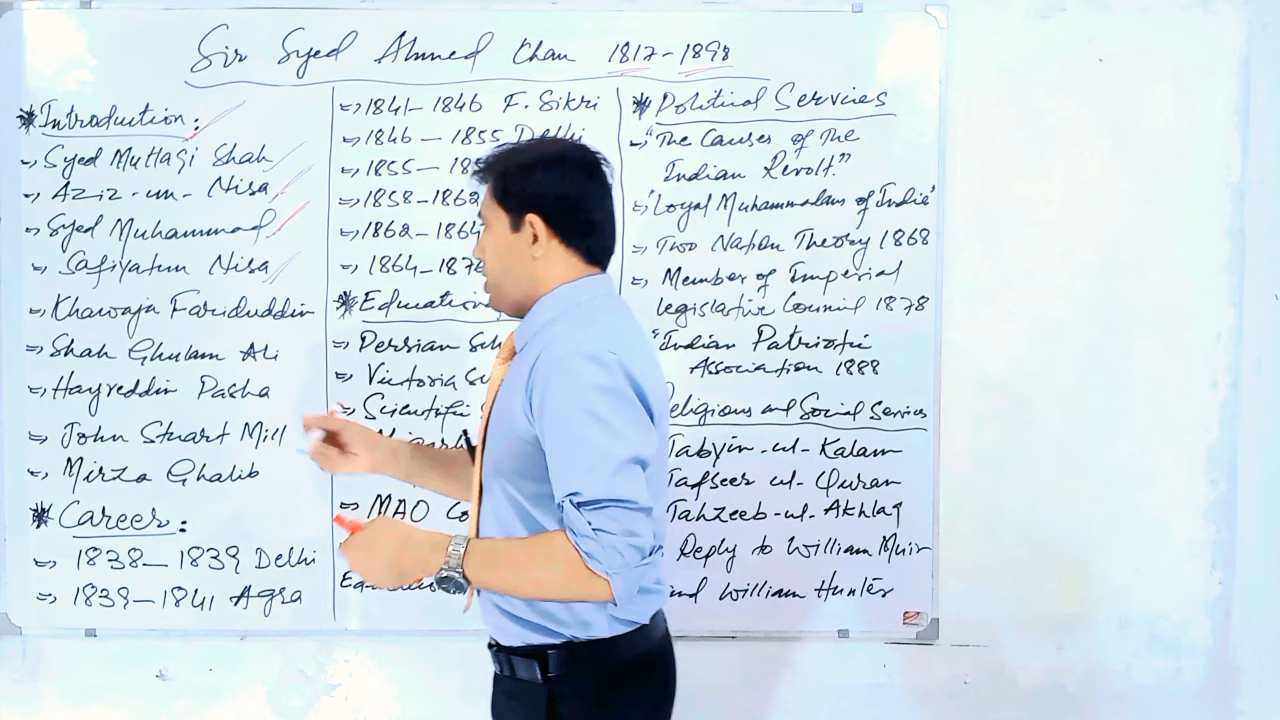 Sir Syed Ahmed Khan 1817-1898
* Introduction:
=> Syed Muttaqi Shah
=> Aziz-un-Nisa
=> Syed Muhammad
=> Safiyatun Nisa
=> Khawaja Fariduddin
=> Shah Ghulam Ali
=> Hayreddin Pasha
=> John Stuart Mill
=> Mirza Ghalib
* Career:
=> 1838-1839 Delhi
=> 1839-1841 Agra
=> 1841-1846 F. Sikri
=> 1846-1855 Delhi
=> 1855-
=> 1858-1862
=> 1862-1864
=> 1864-
* Education
=> Persian
=> Victoria
=> Scientific
=> MAO
* Political Services
=> "The Causes of the
Indian Revolt."
=> "Loyal Muhammadans of India"
=> Two Nation Theory 1868
=> Member of Imperial
legislative Council 1878
"Indian Patriotic
Association 1888
Religious and Social Services
Tabyin-ul-Kalam
Tafseer ul-Quran
Tahzeeb-ul-Akhlaq
Reply to William Muir
and William Hunter